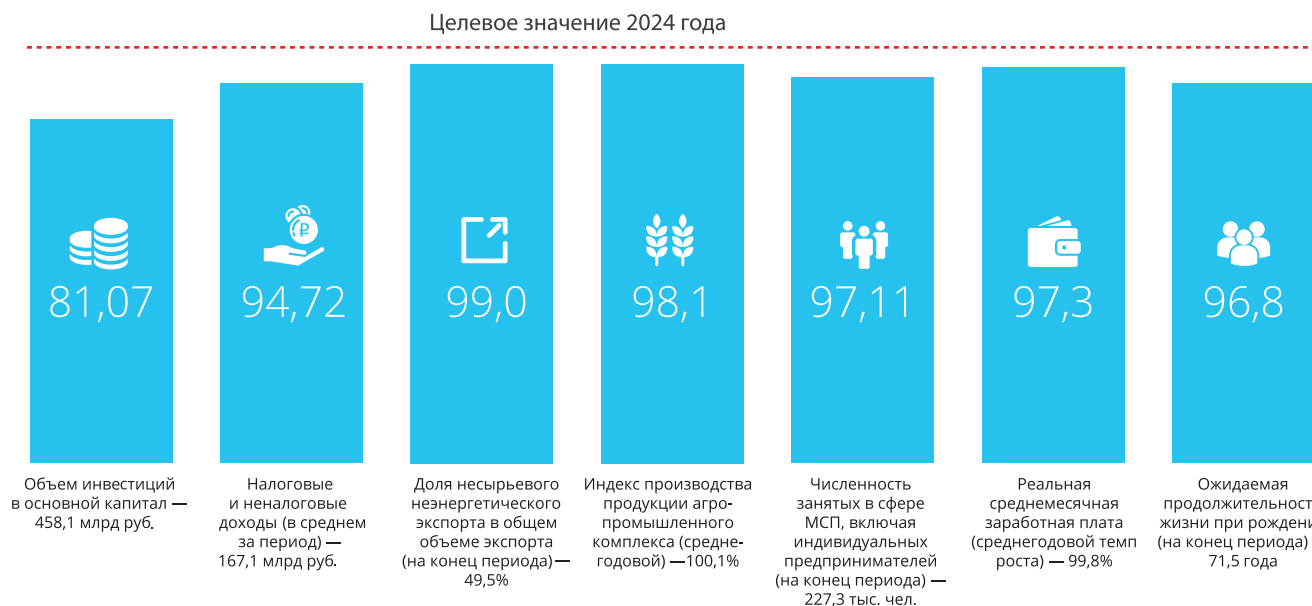 Целевое значение 2024 года
81,07
94,72
99,0
98,1
97,11
97,3
96,8
Объем инвестиций
в основной капитал —
458,1 млрд руб.
Налоговые
и неналоговые
доходы (в среднем
за период) —
167,1 млрд руб.
Доля несырьевого
неэнергетического
экспорта в общем
объеме экспорта
(на конец периода) —
49,5%
Индекс производства
продукции агро-
промышленного
комплекса (средне-
годовой) —100,1%
Численность
занятых в сфере
МСП, включая
индивидуальных
предпринимателей
(на конец периода) —
227,3 тыс. чел.
Реальная
среднемесячная
заработная плата
(среднегодовой темп
роста) — 99,8%
Ожидаемая
продолжительност
жизни при рождени
(на конец периода)
71,5 года